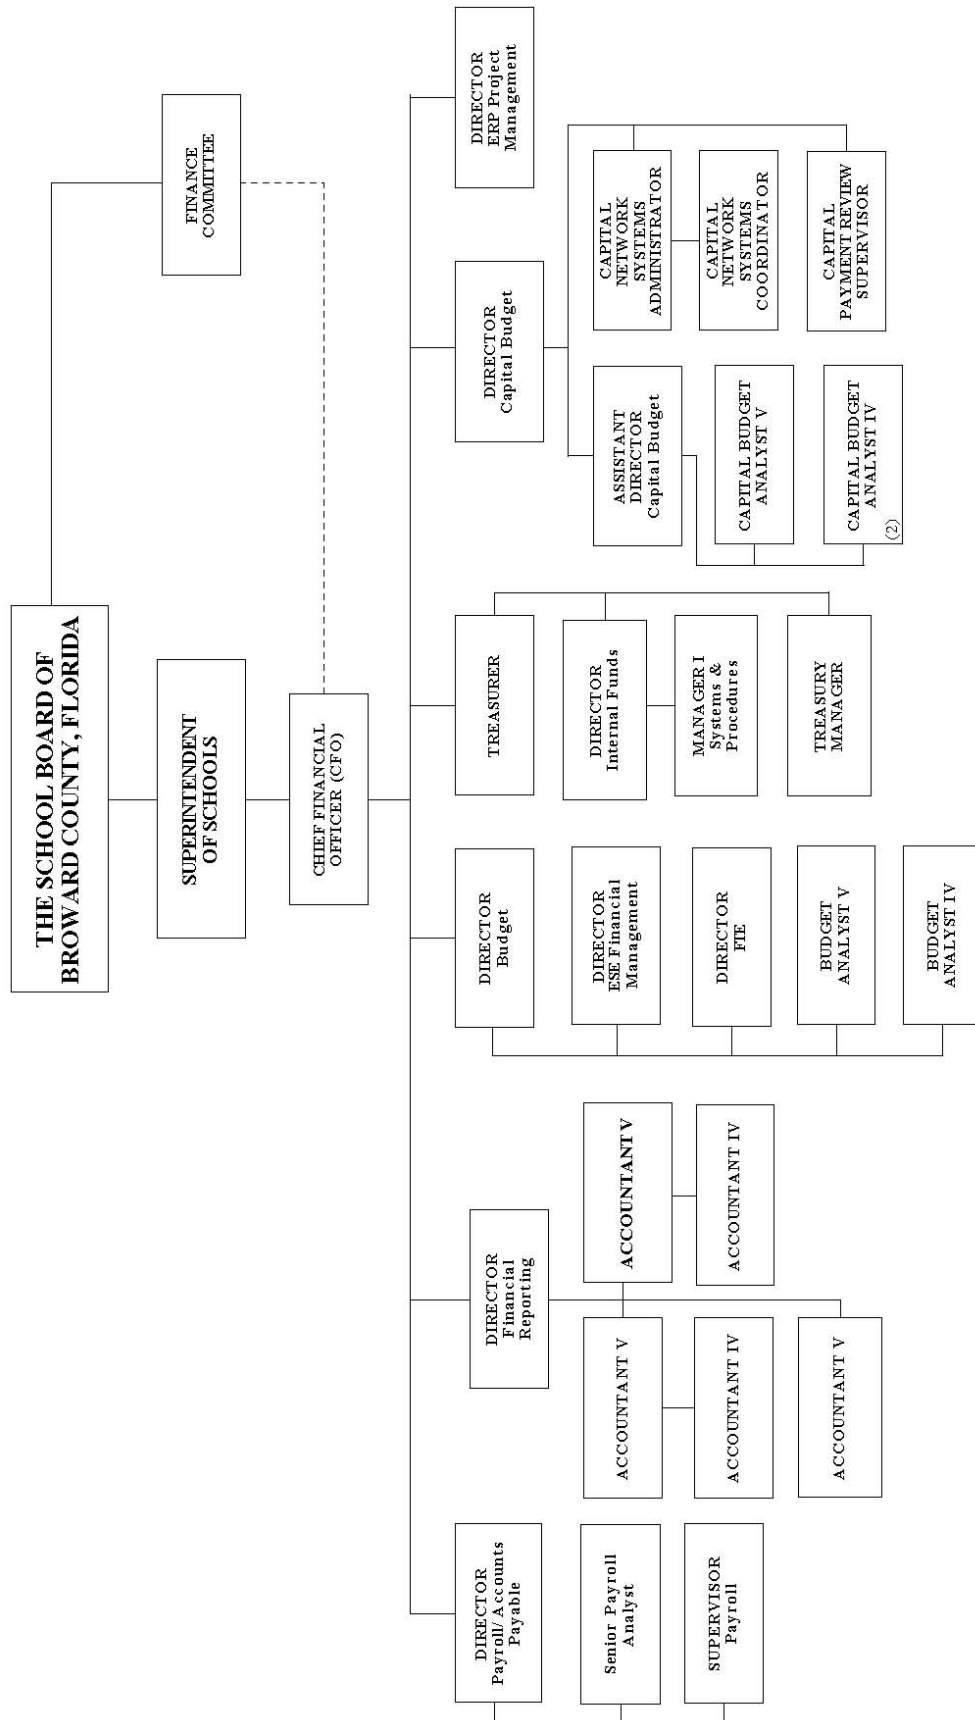 THE SCHOOL BOARD OF
BROWARD COUNTY, FLORIDA
SUPERINTENDENT
OF SCHOOLS
FINANCE
COMMITTEE
CHIEF FINANCIAL
OFFICER (CFO)
DIRECTOR
Payroll/Accounts
Payable
Senior Payroll
Analyst
SUPERVISOR
Payroll
DIRECTOR
Financial
Reporting
ACCOUNTANT V
ACCOUNTANT IV
ACCOUNTANT V
ACCOUNTANT V
ACCOUNTANT IV
DIRECTOR
Budget
DIRECTOR
ESE Financial
Management
DIRECTOR
FTE
BUDGET
ANALYST V
BUDGET
ANALYST IV
TREASURER
DIRECTOR
Internal Funds
MANAGER I
Systems &
Procedures
TREASURY
MANAGER
DIRECTOR
Capital Budget
ASSISTANT
DIRECTOR
Capital Budget
CAPITAL BUDGET
ANALYST V
CAPITAL BUDGET
ANALYST IV
(2)
CAPITAL
NETWORK
SYSTEMS
ADMINISTRATOR
CAPITAL
NETWORK
SYSTEMS
COORDINATOR
CAPITAL
PAYMENT REVIEW
SUPERVISOR
DIRECTOR
ERP Project
Management